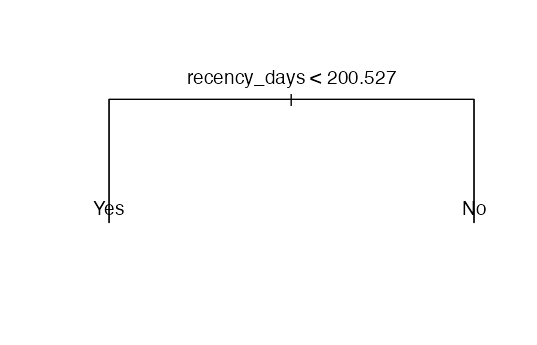 recency_days < 200.527
Yes
No